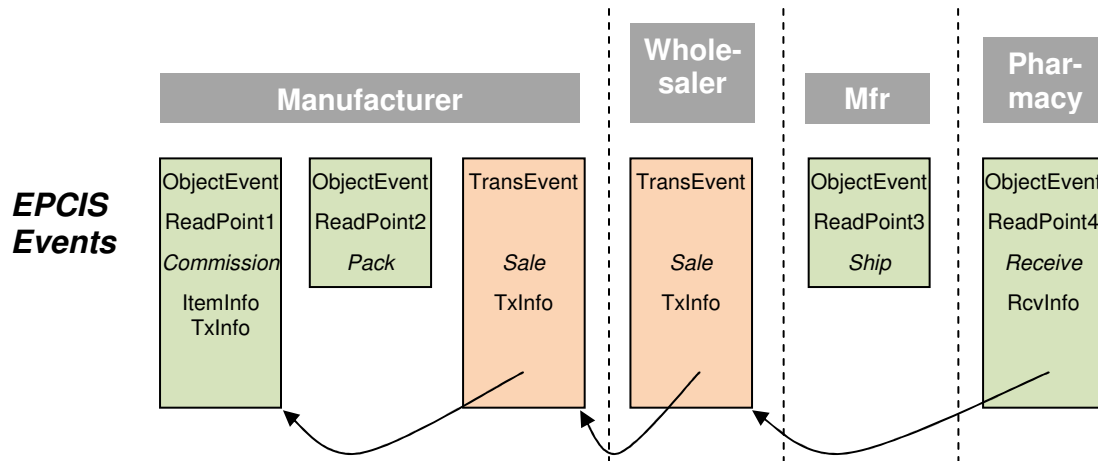 Manufacturer
Whole-
saler
Mfr
Phar-
macy
EPCIS
Events
ObjectEvent
ReadPoint1
Commission
ItemInfo
TxInfo
ObjectEvent
ReadPoint2
Pack
TransEvent
Sale
TxInfo
TransEvent
Sale
TxInfo
ObjectEvent
ReadPoint3
Ship
ObjectEvent
ReadPoint4
Receive
RcvInfo